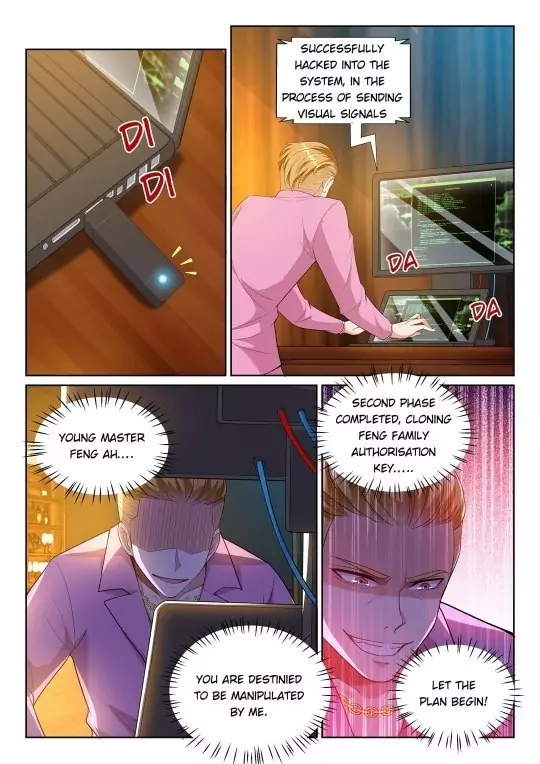 DI
DI
SUCCESSFULLY
HACKED INTO THE
SYSTEM, IN THE
PROCESS OF SENDING
VISUAL SIGNALS
DA
DA
YOUNG MASTER
FENG AH....
YOU ARE DESTINIED
TO BE MANIPULATED
BY ME.
SECOND PHASE
COMPLETED, CLONING
FENG FAMILY
AUTHORISATION
KEY.....
LET THE
PLAN BEGIN!